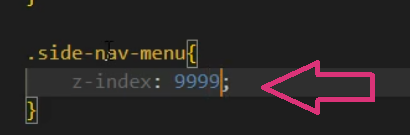 }
.side-nav-menu{
z-index: 9999;
}